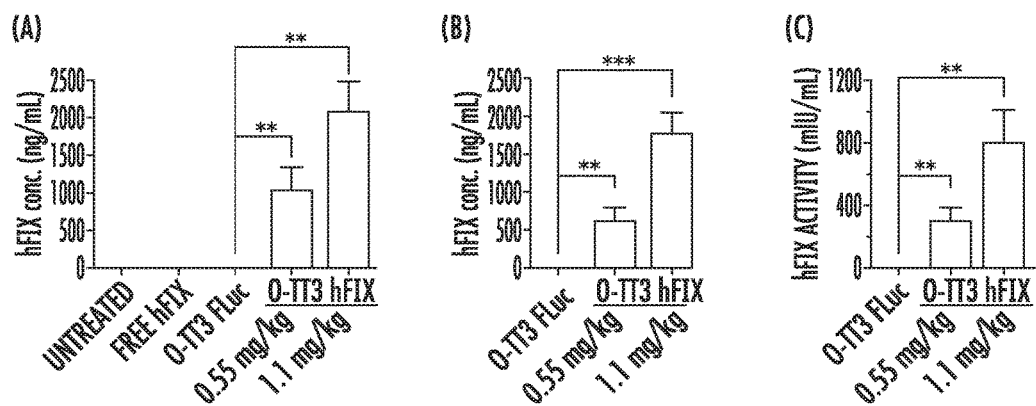 (A)
hFIX conc. (ng/mL)
2500
2000
1500
1000
500
0
**
**
UNTREATED
FREE hFIX
O-TT3 FLuc
O-TT3 hFIX
0.55 mg/kg
1.1 mg/kg
(B)
hFIX conc. (ng/mL)
2500
2000
1500
1000
500
0
***
**
O-TT3 FLuc
O-TT3 hFIX
0.55 mg/kg
1.1 mg/kg
(C)
hFIX ACTIVITY (mIU/mL)
1200
800
400
0
**
**
O-TT3 FLuc
O-TT3 hFIX
0.55 mg/kg
1.1 mg/kg